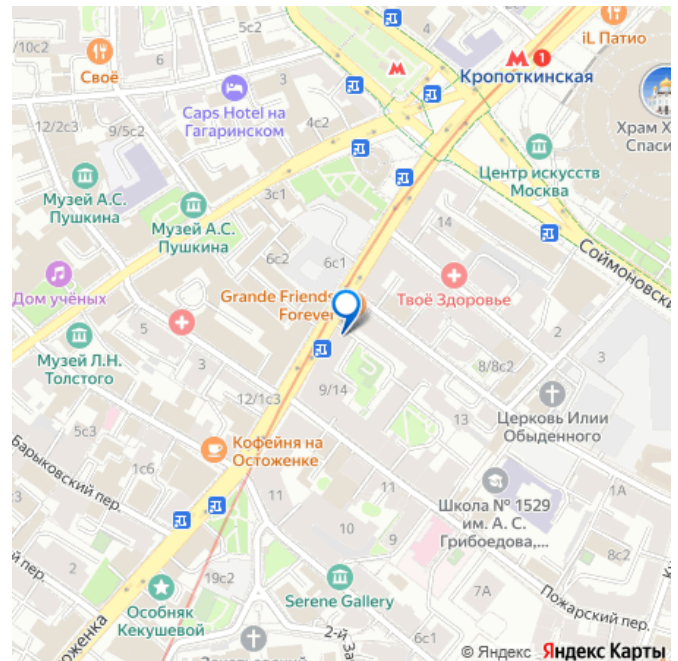 /10с2
Своё
6
5с2
iL Патио
М
М 1
Кропоткинская
Caps Hotel на
Гагаринском
4с2
12/2с3
9/5с2
Храм Х
Спаси
Центр искусств
Москва
Музей А.С.
Пушкина
3с1
Музей А.С.
Пушкина
14
Соймоновски
6с2
6с1
Дом учёных
Grande Friends
Forever
Твоё Здоровье
5
3
2
Музей Л.Н.
Толстого
3
8/8с2
9/14
12/1с3
13
Церковь Илии
Обыденного
5с3
Кофейня на
Остоженке
Барыковский пер.
1с6
11
11
Школа № 1529
им. А. С.
Грибоедова,...
1А
10
9
8с2
ий пер.
19с2
7А
Пожарский пер.
Особняк
Кекушевой
Serene Gallery
2-й За
6с1
оженка
© Яндекс Яндекс Карты